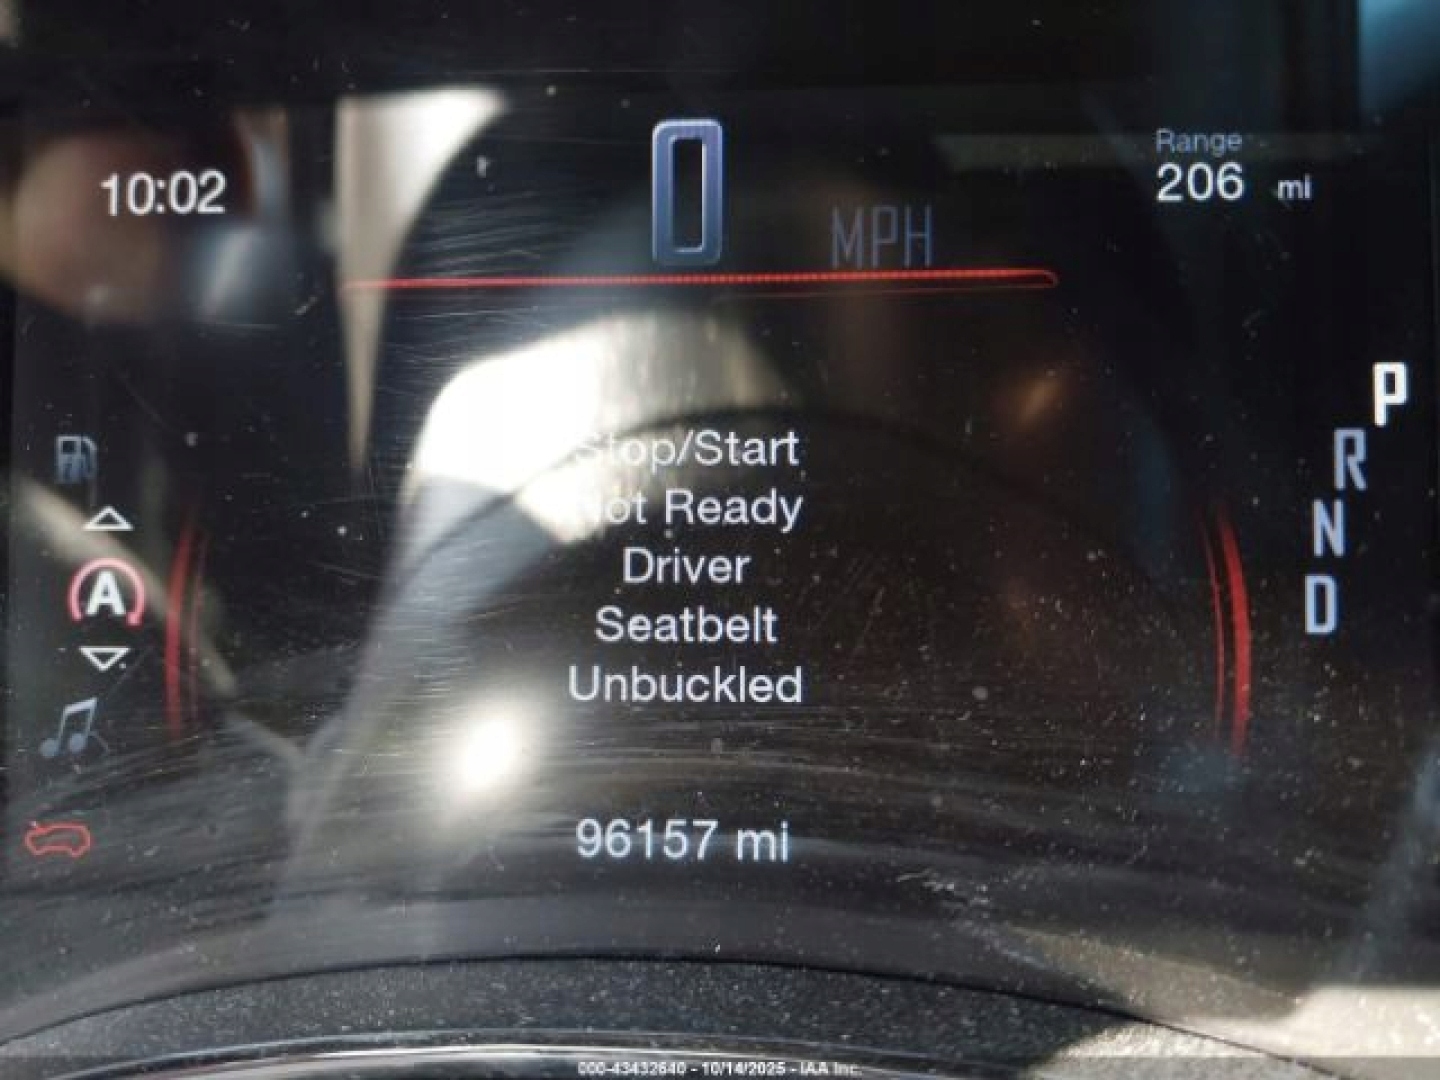 Range
10:02
0
206 mi
MPH
Stop/Start
Not Ready
Driver
Seatbelt
Unbuckled
P
R
N
D
A
96157 mi
000-43432640 - 10/14/2025 - IAA Inc.